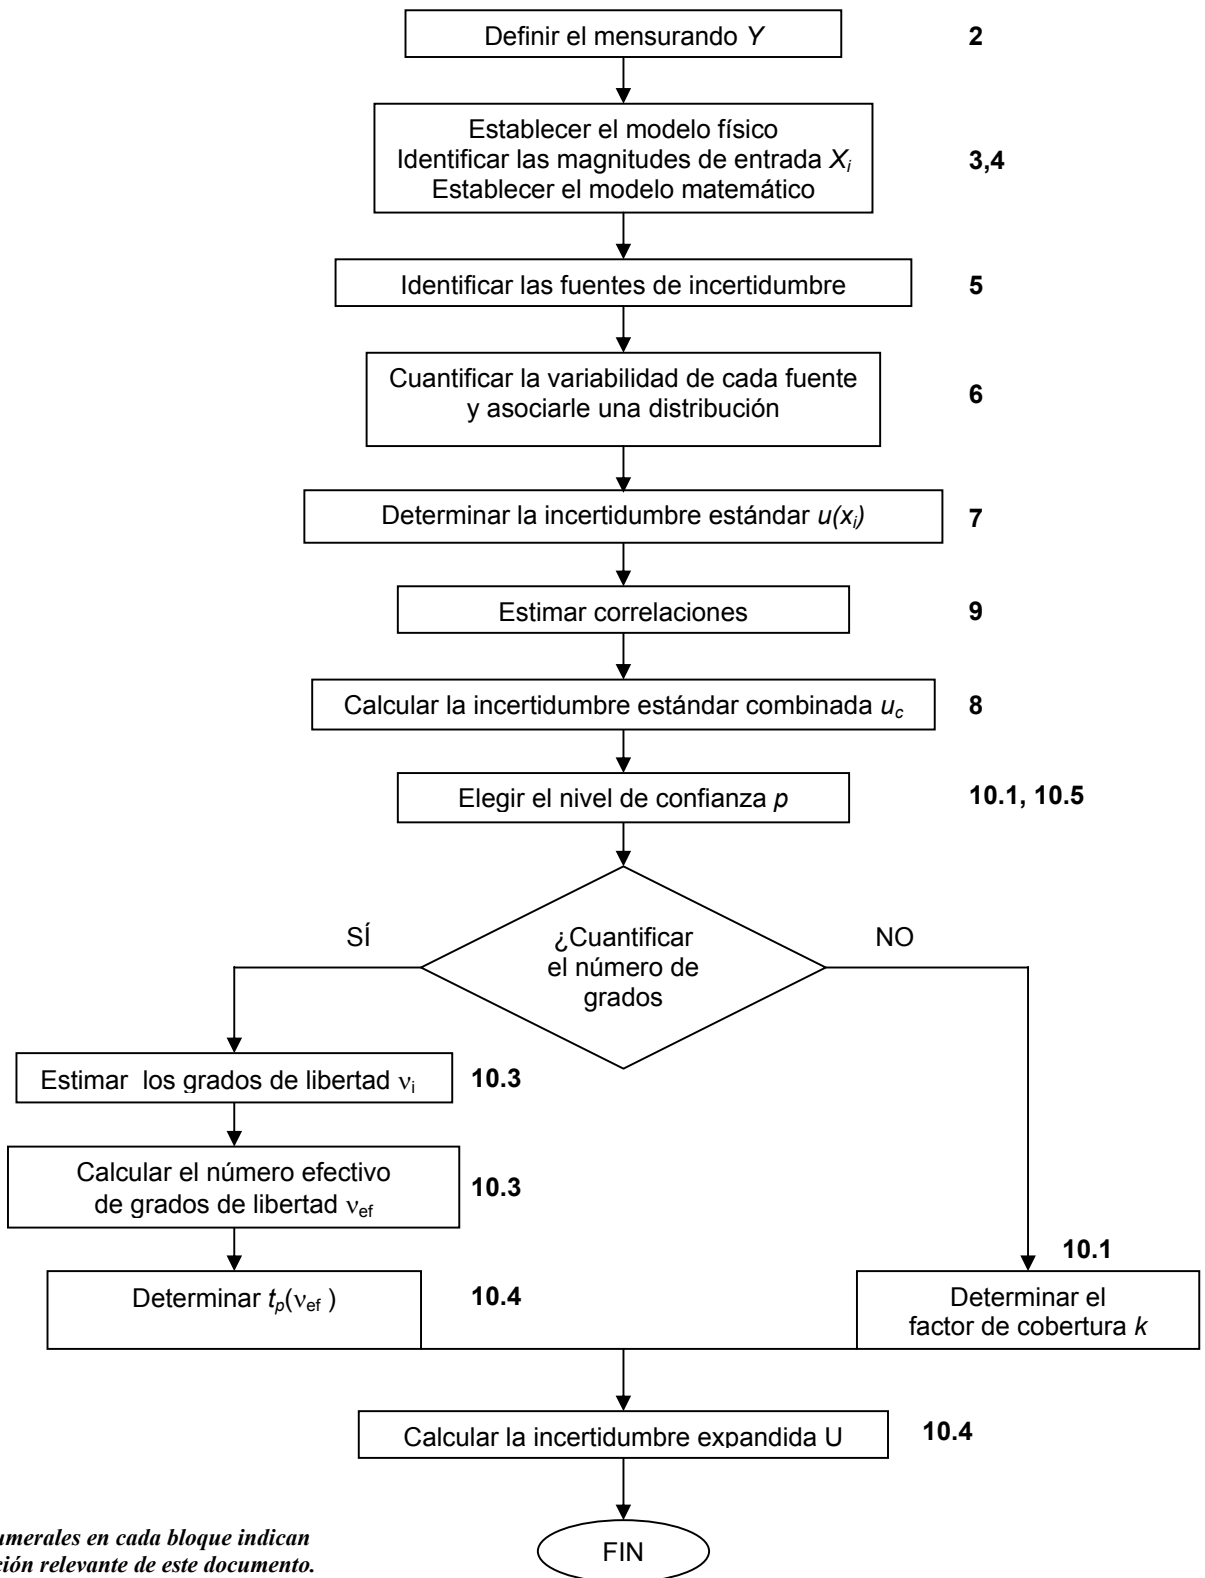 Definir el mensurando Y
2
Establecer el modelo físico
Identificar las magnitudes de entrada Xi
Establecer el modelo matemático
3,4
Identificar las fuentes de incertidumbre
5
Cuantificar la variabilidad de cada fuente
y asociarle una distribución
6
Determinar la incertidumbre estándar u(xi)
7
Estimar correlaciones
9
Calcular la incertidumbre estándar combinada uc
8
Elegir el nivel de confianza p
10.1, 10.5
SÍ
¿Cuantificar
el número de
grados
NO
Estimar los grados de libertad νi
10.3
Calcular el número efectivo
de grados de libertad νef
10.3
Determinar tp(νef )
10.4
10.1
Determinar el
factor de cobertura k
Calcular la incertidumbre expandida U
10.4
FIN
umerales en cada bloque indican
ción relevante de este documento.